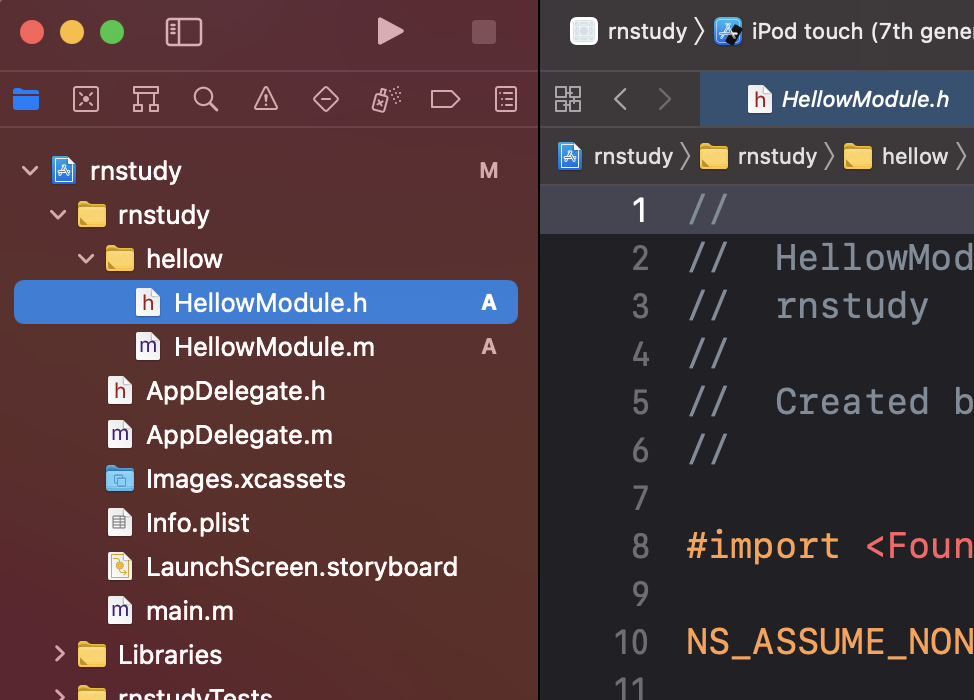 rnstudy
iPod touch (7th gene
h HellowModule.h
rnstudy
rnstudy
hellow
rnstudy M
rnstudy
hellow
h HellowModule.h A
m HellowModule.m A
h AppDelegate.h
m AppDelegate.m
Images.xcassets
Info.plist
LaunchScreen.storyboard
m main.m
Libraries
rnstudyTests
1 //
2 // HellowMod
3 // rnstudy
4 //
5 // Created b
6 //
7
8 #import <Foun
9
10 NS_ASSUME_NON
11